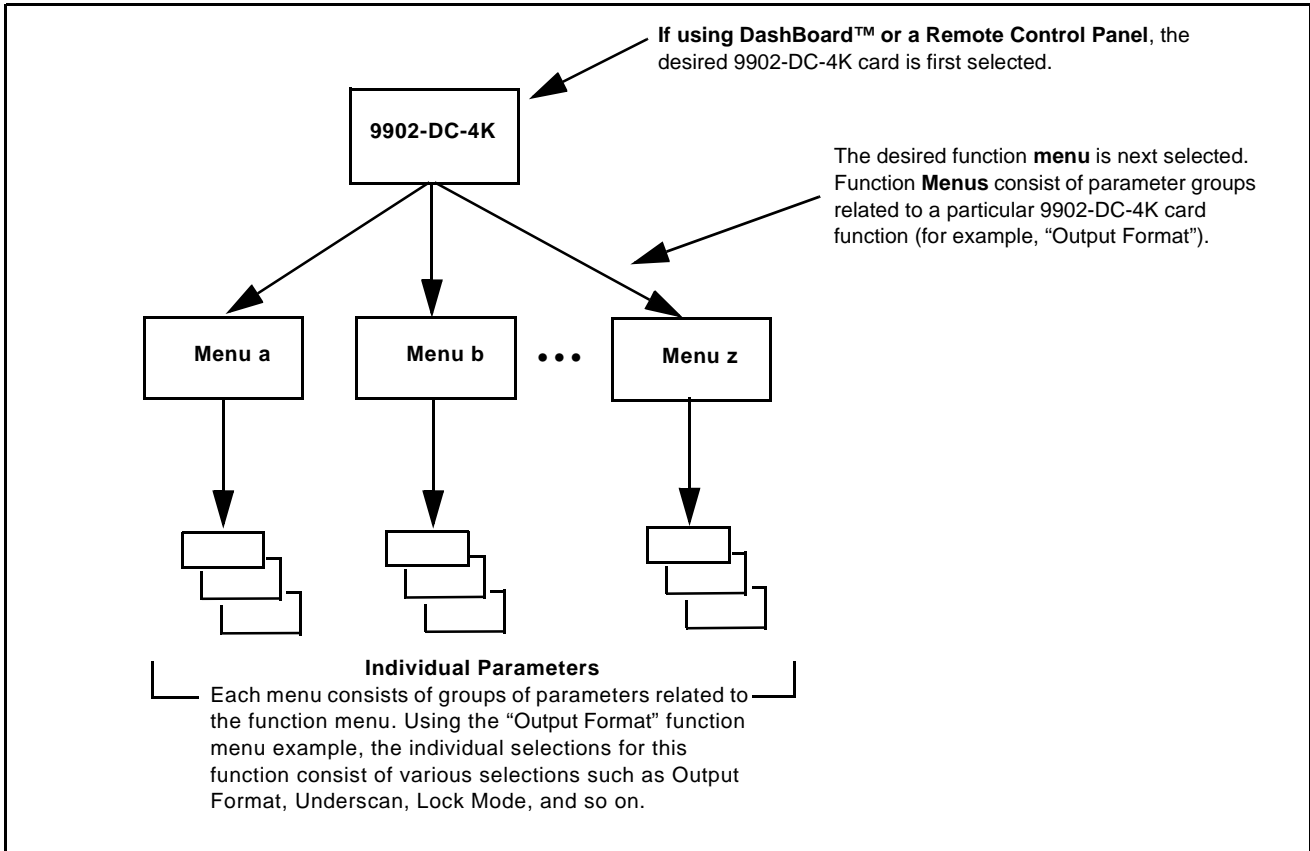 If using DashBoard™ or a Remote Control Panel, the
desired 9902-DC-4K card is first selected.
9902-DC-4K
The desired function menu is next selected.
Function Menus consist of parameter groups
related to a particular 9902-DC-4K card
function (for example, “Output Format”).
Menu a
Menu b
•••
Menu z
Individual Parameters
Each menu consists of groups of parameters related to
the function menu. Using the “Output Format” function
menu example, the individual selections for this
function consist of various selections such as Output
Format, Underscan, Lock Mode, and so on.